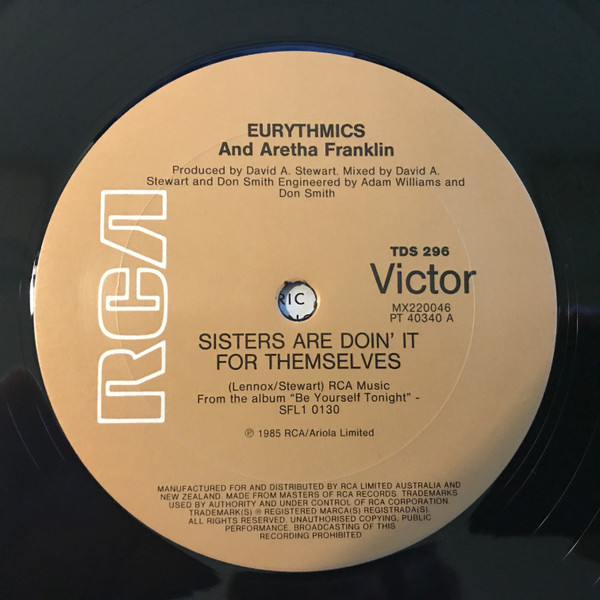 EURYTHMICS
And Aretha Franklin
Produced by David A. Stewart. Mixed by David A.
Stewart and Don Smith Engineered by Adam Williams and
Don Smith
RCA
TDS 296
Victor
MX220046
PT 40340 A
RIC
SISTERS ARE DOIN' IT
FOR THEMSELVES
(Lennox/Stewart) RCA Music
From the album "Be Yourself Tonight" -
SFL1 0130
℗ 1985 RCA/Ariola Limited
MANUFACTURED FOR AND DISTRIBUTED BY RCA LIMITED AUSTRALIA AND
NEW ZEALAND. MADE FROM MASTERS OF RCA RECORDS. TRADEMARKS
USED BY AUTHORITY AND UNDER CONTROL OF RCA CORPORATION.
TRADEMARK(S) ® REGISTERED MARCA(S) REGISTRADA(S).
ALL RIGHTS RESERVED. UNAUTHORISED COPYING, PUBLIC
PERFORMANCE, BROADCASTING OF THIS
RECORDING PROHIBITED